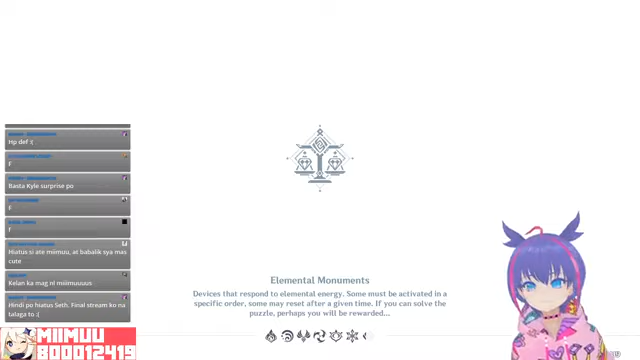 Hp def :(
F
Basta Kyle surprise po
F
F
Hiatus si ate miimuu, at babalik sya mas
cute
Kelan ka mag nl miiimuuuus
Hindi po hiatus Seth. Final stream ko na
talaga to :(
MIIMUU
800012419
Elemental Monuments
Devices that respond to elemental energy. Some must be activated in a
specific order, some may reset after a given time. If you can solve the
puzzle, perhaps you will be rewarded...